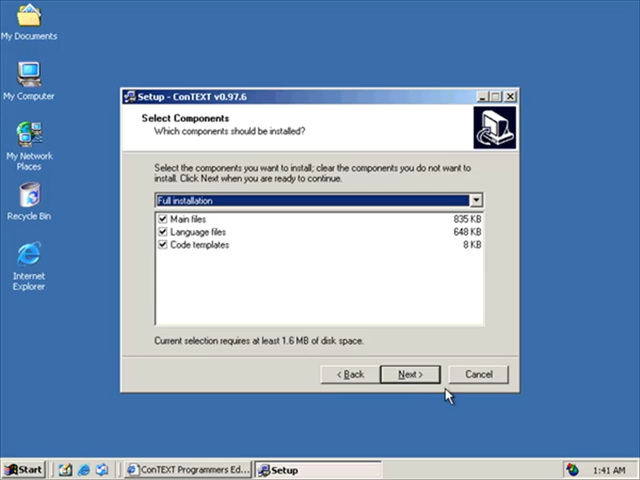 My Documents
My Computer
My Network
Places
Recycle Bin
Internet
Explorer
Setup - ConTEXT v0.97.6
Select Components
Which components should be installed?
Select the components you want to install; clear the components you do not want to
install. Click Next when you are ready to continue.
Full installation
Main files 835 KB
Language files 648 KB
Code templates 8 KB
Current selection requires at least 1.6 MB of disk space.
< Back Next > Cancel
Start ConTEXT Programmers Ed... Setup 1:41 AM